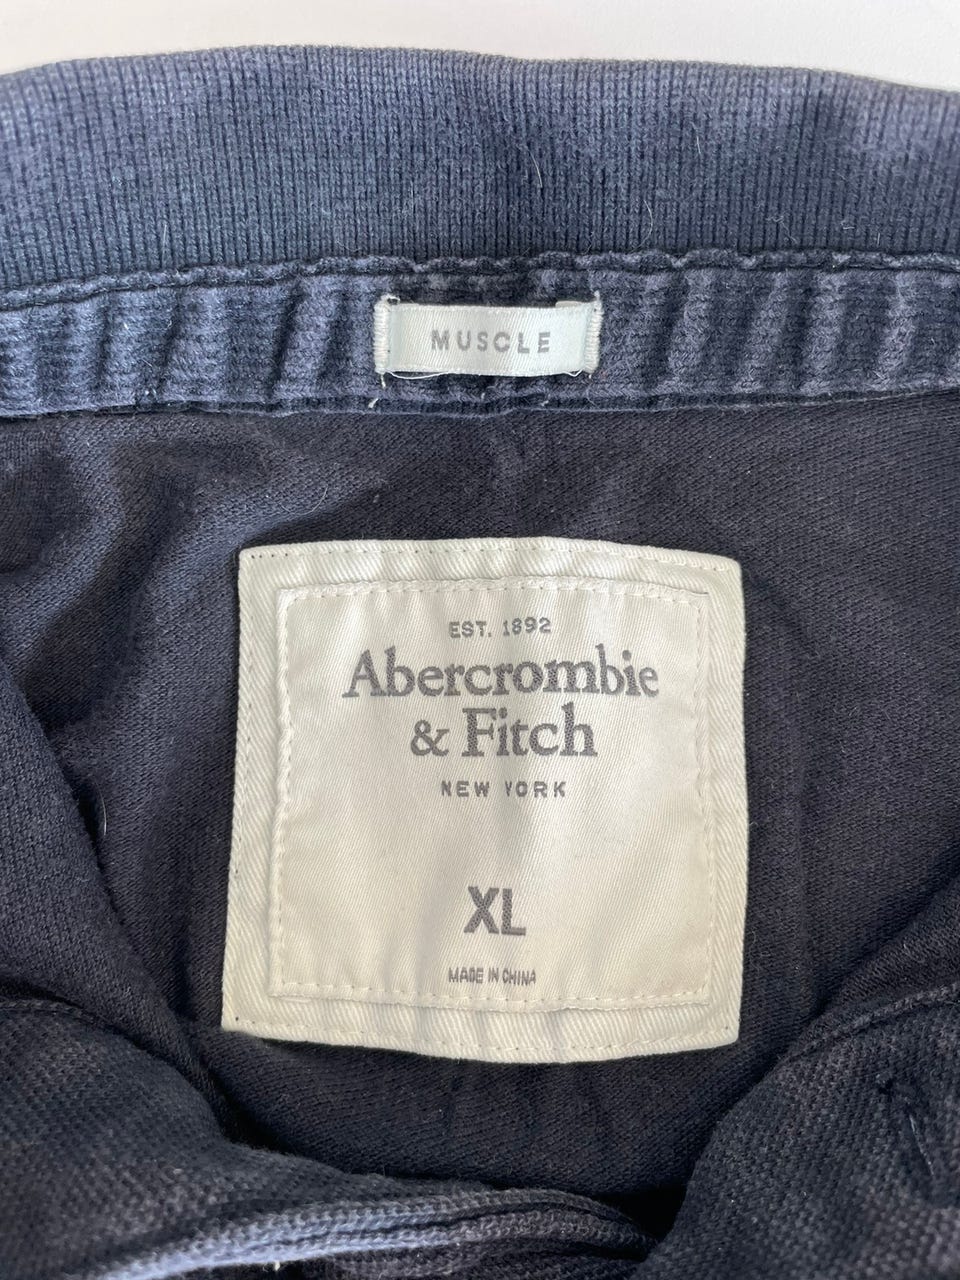 MUSCLE
EST. 1892
Abercrombie
& Fitch
NEW YORK
XL
MADE IN CHINA